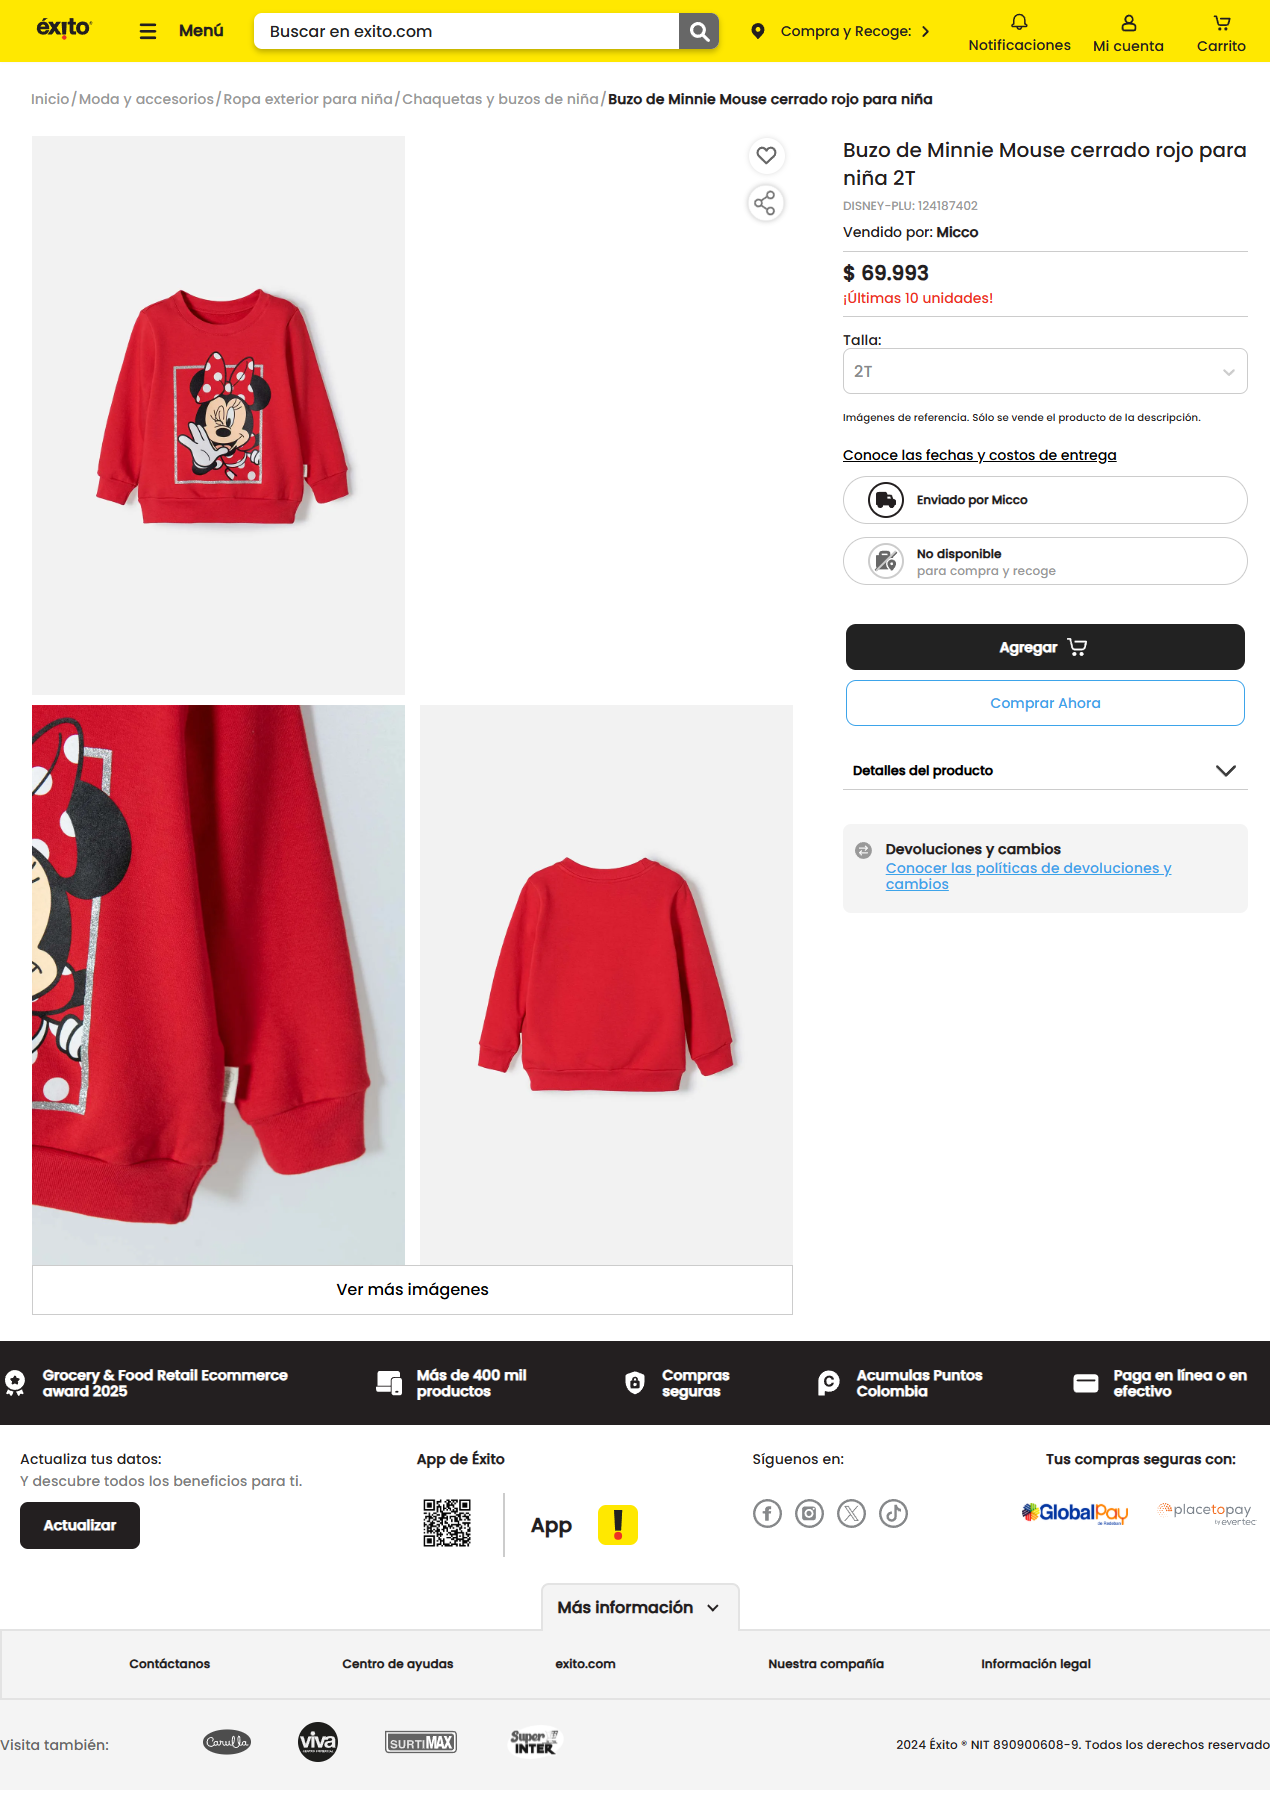 éxito
Menú
Buscar en exito.com
Compra y Recoge:
Notificaciones
Mi cuenta
Carrito
Inicio/Moda y accesorios/Ropa exterior para niña/Chaquetas y buzos de niña/Buzo de Minnie Mouse cerrado rojo para niña
Buzo de Minnie Mouse cerrado rojo para
niña 2T
DISNEY-PLU: 124187402
Vendido por: Micco
$ 69.993
¡Últimas 10 unidades!
Talla:
2T
Imágenes de referencia. Sólo se vende el producto de la descripción.
Conoce las fechas y costos de entrega
Enviado por Micco
No disponible
para compra y recoge
Agregar
Comprar Ahora
Detalles del producto
Devoluciones y cambios
Conocer las políticas de devoluciones y
cambios
Ver más imágenes
Grocery & Food Retail Ecommerce
award 2025
Más de 400 mil
productos
Compras
seguras
Acumulas Puntos
Colombia
Paga en línea o en
efectivo
Actualiza tus datos:
Y descubre todos los beneficios para ti.
Actualizar
App de Éxito
App
Síguenos en:
Tus compras seguras con:
GlobalPay
placetopay
by evertec
Más información
Contáctanos
Centro de ayudas
exito.com
Nuestra compañía
Información legal
Visita también:
Carulla
viva
SURTIMAX
Super
INTER
2024 Éxito ® NIT 890900608-9. Todos los derechos reservado